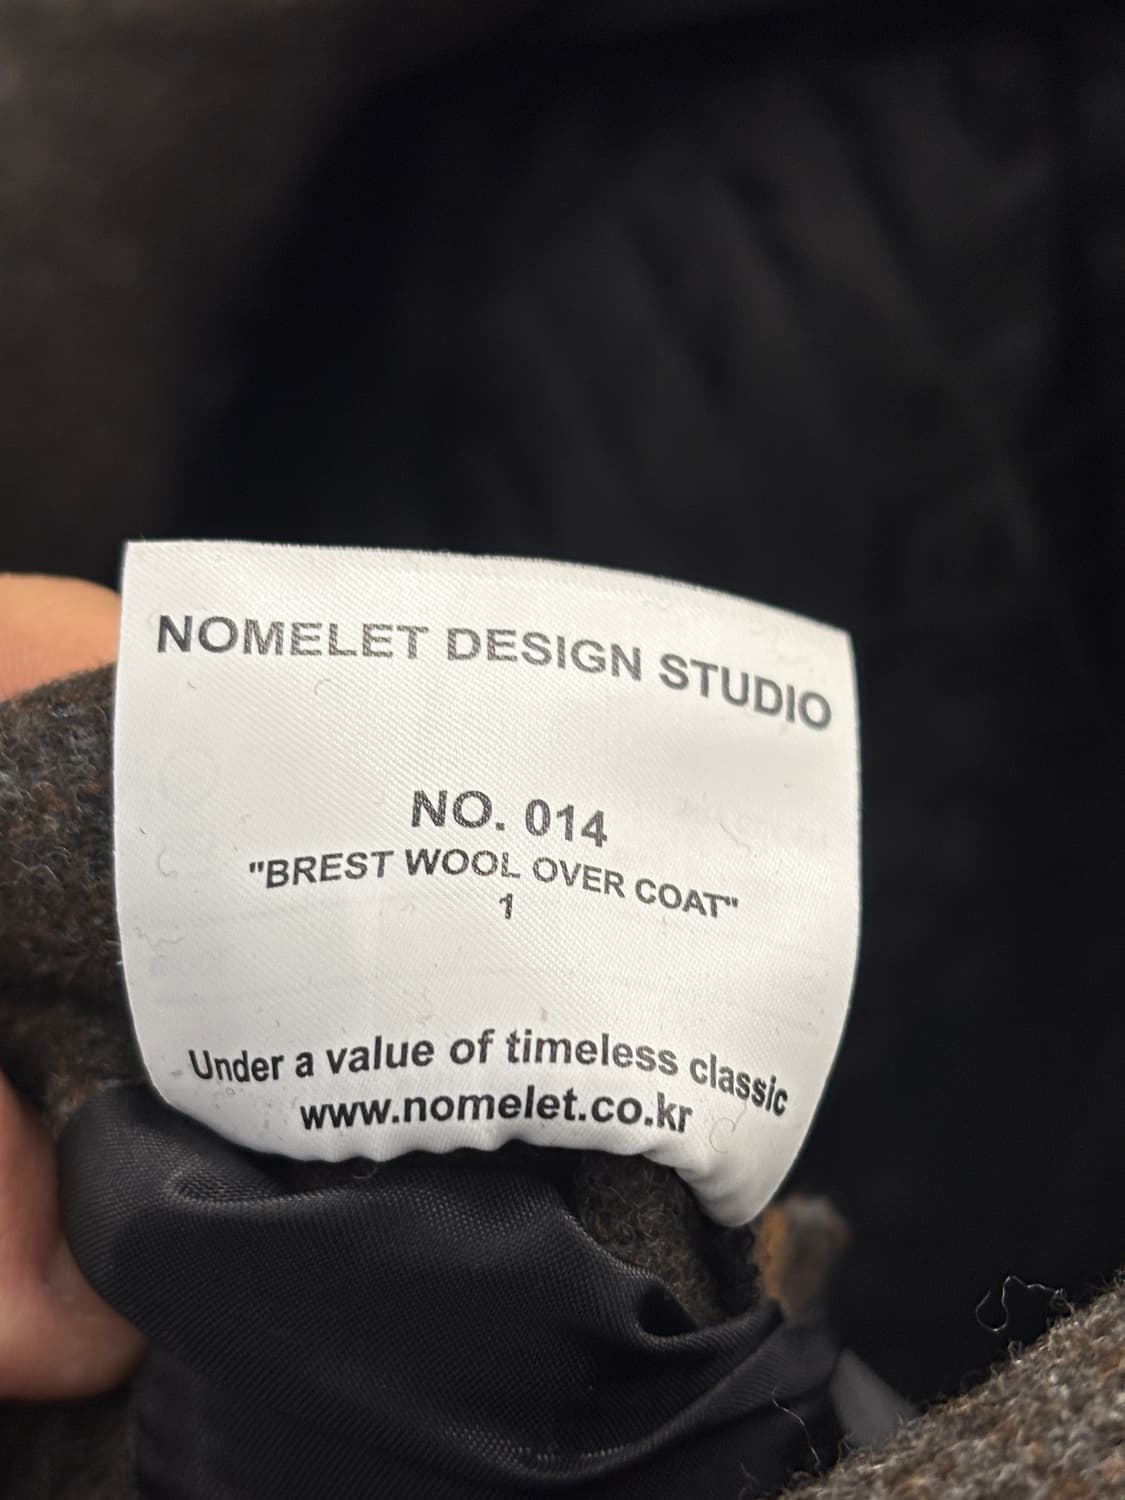 NOMELET DESIGN STUDIO
NO. 014
"BREST WOOL OVER COAT"
1
Under a value of timeless classic
www.nomelet.co.kr